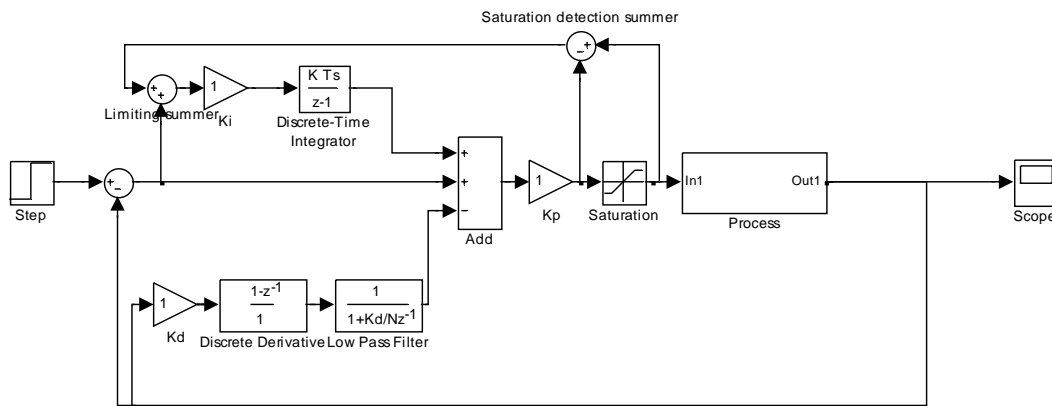 Saturation detection summer
+
-
+
+
Limiting summer
1
Ki
K Ts
z-1
Discrete-Time
Integrator
Step
+
-
+
+
-
Add
1
Kp
Saturation
In1
Out1
Process
Scope
1
Kd
1-z⁻¹
1
Discrete Derivative
1
1+Kd/Nz⁻¹
Low Pass Filter